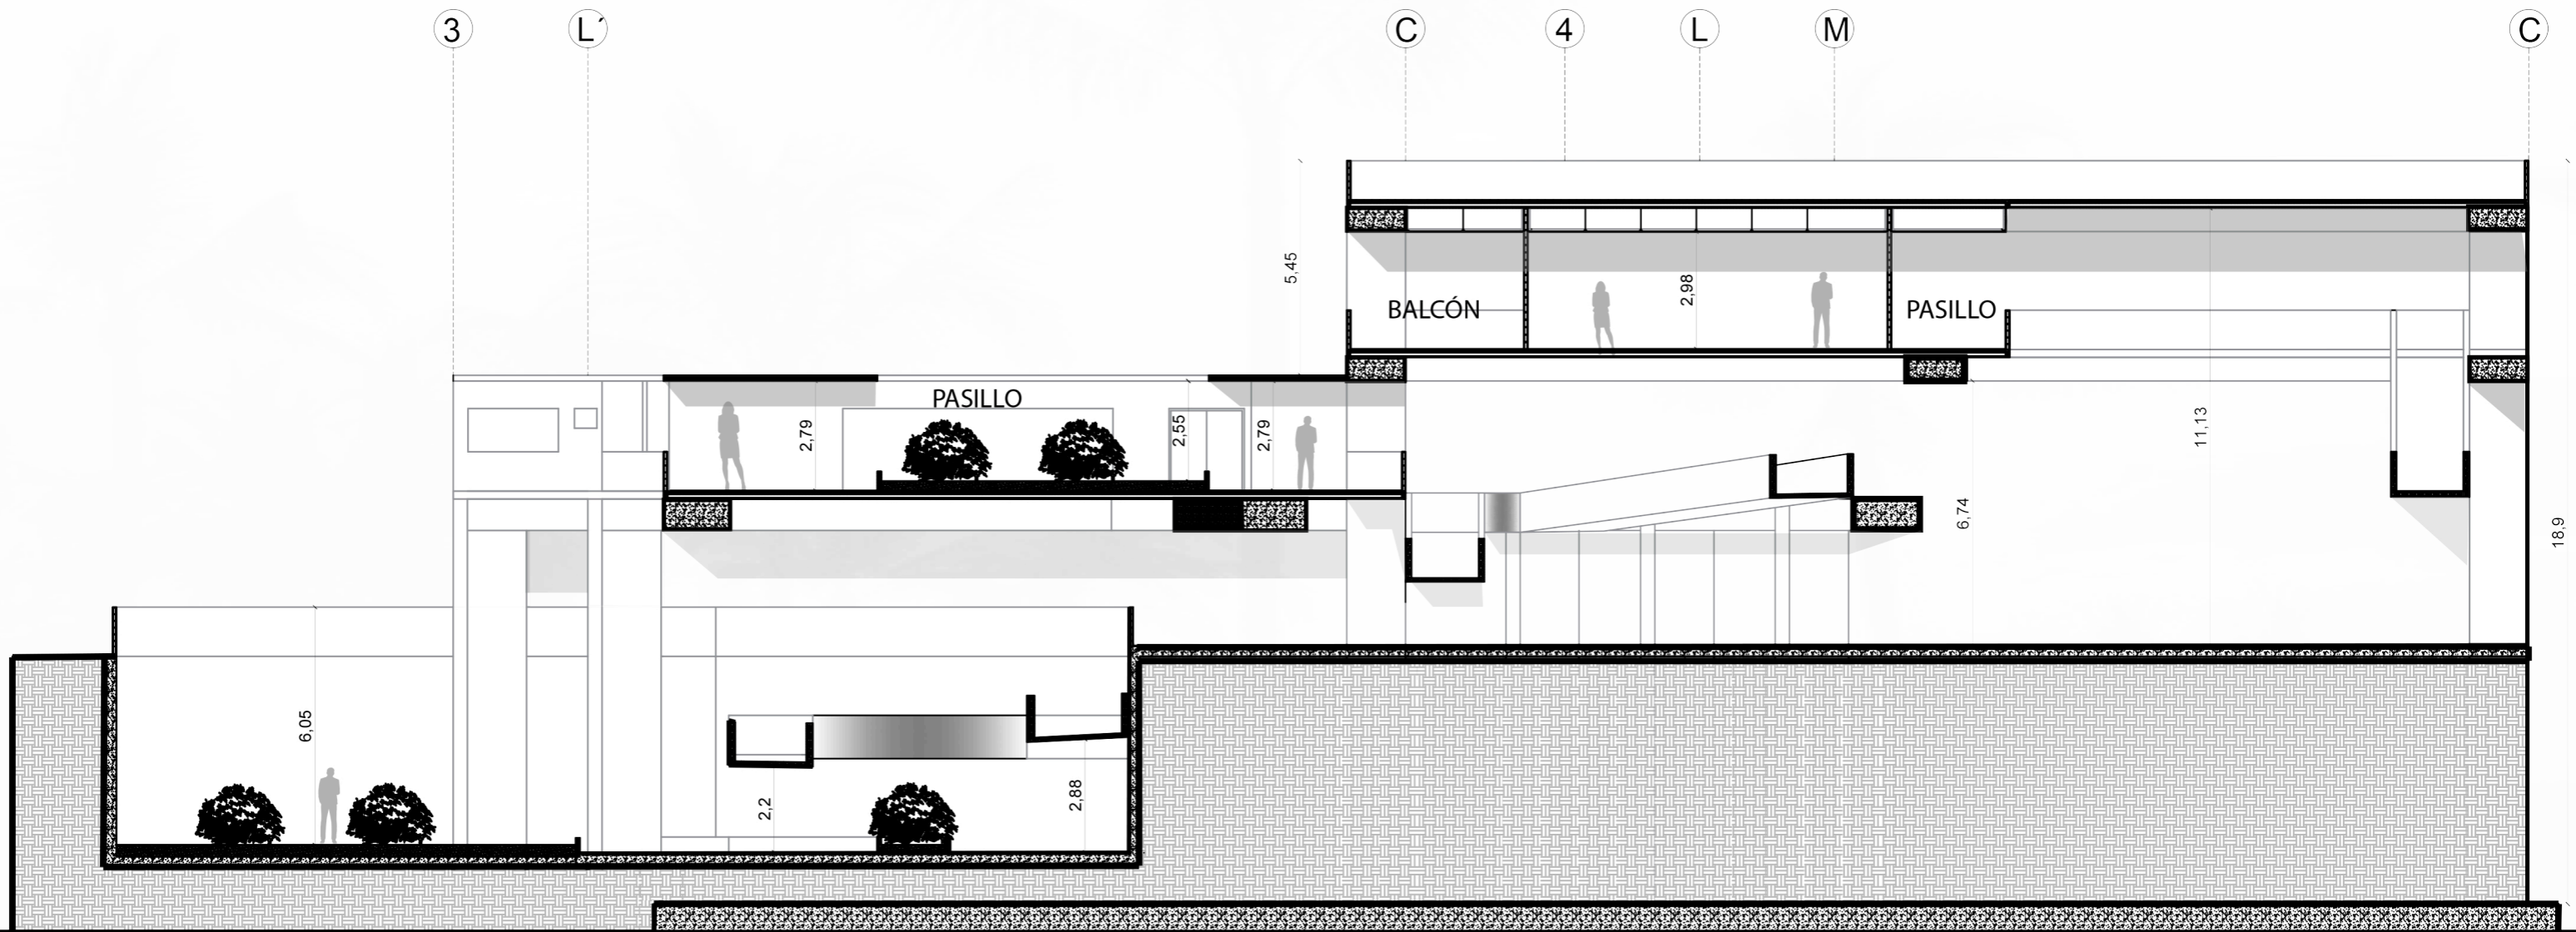 3 L´ C 4 L M C
5,45
BALCÓN
2,98
PASILLO
PASILLO
2,79
2,55
2,79
11,13
6,74
18,9
6,05
2,2
2,88